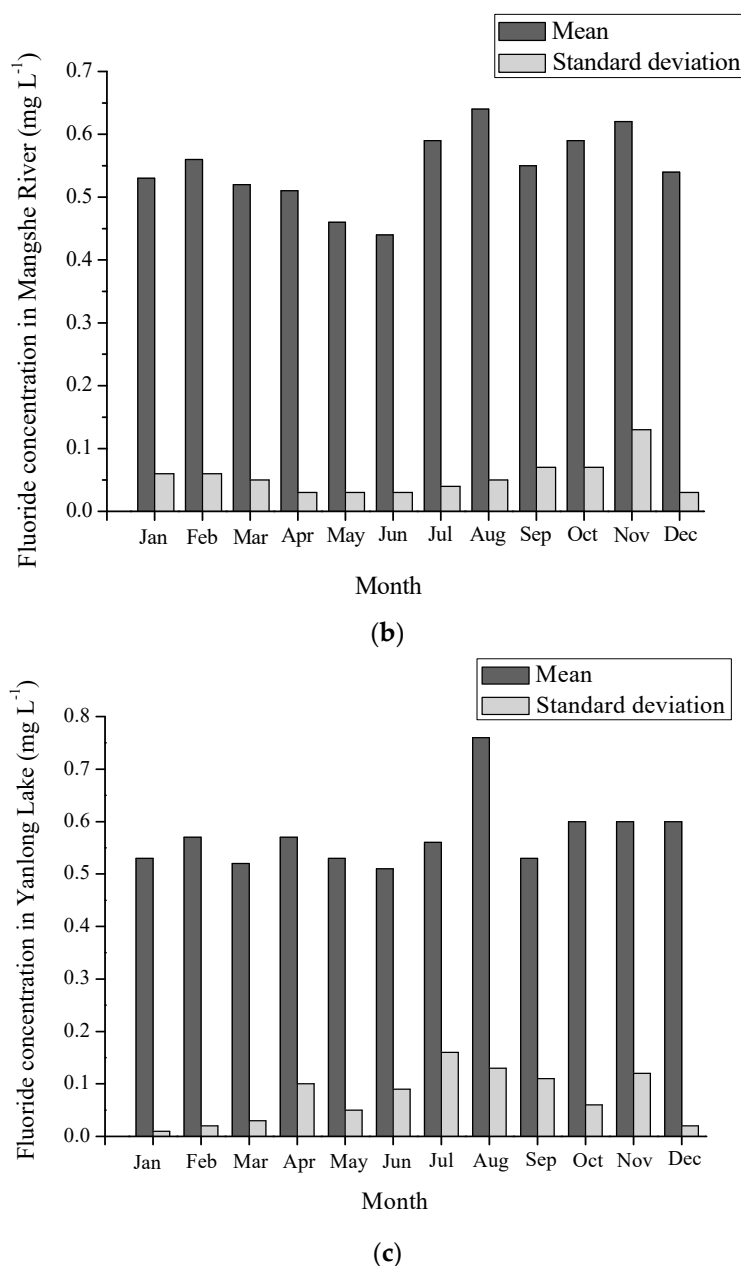 Mean
Standard deviation
Fluoride concentration in Mangshe River (mg L⁻¹)
0.7
0.6
0.5
0.4
0.3
0.2
0.1
0.0
Jan Feb Mar Apr May Jun Jul Aug Sep Oct Nov Dec
Month
(b)
Mean
Standard deviation
Fluoride concentration in Yanlong Lake (mg L⁻¹)
0.8
0.7
0.6
0.5
0.4
0.3
0.2
0.1
0.0
Jan Feb Mar Apr May Jun Jul Aug Sep Oct Nov Dec
Month
(c)